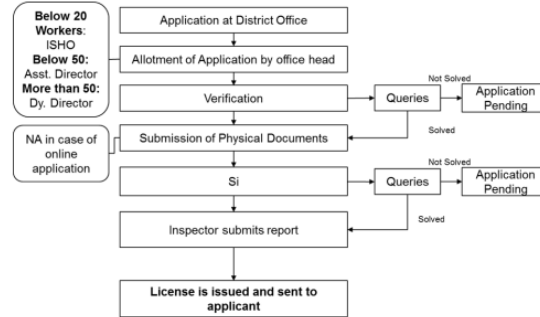 Below 20
Workers:
ISHO
Below 50:
Asst. Director
More than 50:
Dy. Director
Application at District Office
Allotment of Application by office head
Verification
Queries
Not Solved
Application
Pending
Solved
NA in case of
online
application
Submission of Physical Documents
Si
Queries
Not Solved
Application
Pending
Solved
Inspector submits report
License is issued and sent to
applicant